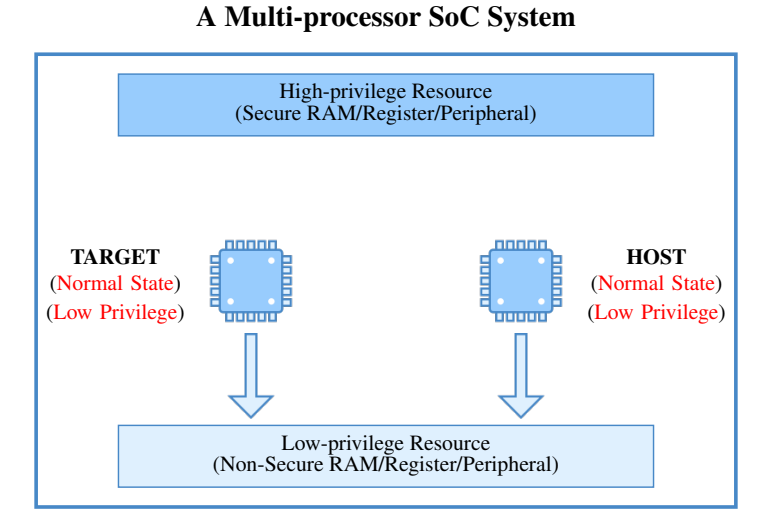 A Multi-processor SoC System
High-privilege Resource
(Secure RAM/Register/Peripheral)
TARGET
(Normal State)
(Low Privilege)
HOST
(Normal State)
(Low Privilege)
Low-privilege Resource
(Non-Secure RAM/Register/Peripheral)